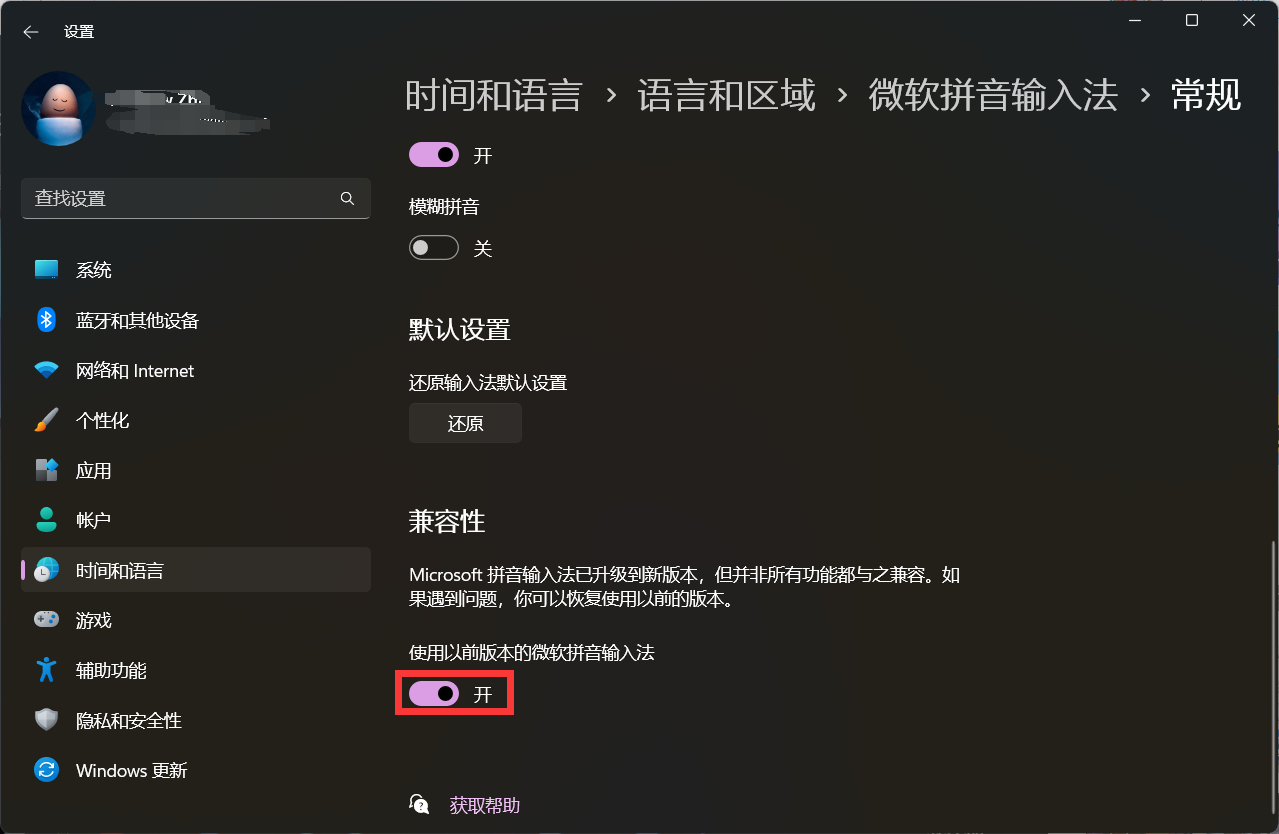 设置
时间和语言 › 语言和区域 › 微软拼音输入法 › 常规
查找设置
系统
蓝牙和其他设备
网络和 Internet
个性化
应用
帐户
时间和语言
游戏
辅助功能
隐私和安全性
Windows 更新
开
模糊拼音
关
默认设置
还原输入法默认设置
还原
兼容性
Microsoft 拼音输入法已升级到新版本，但并非所有功能都与之兼容。如
果遇到问题，你可以恢复使用以前的版本。
使用以前版本的微软拼音输入法
开
获取帮助